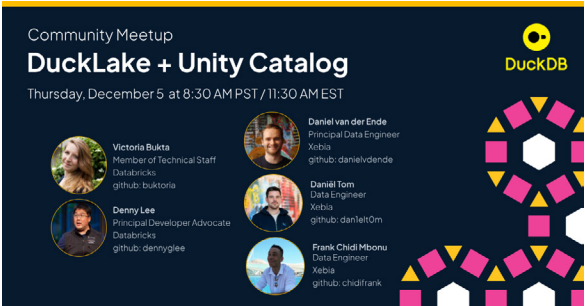 Community Meetup
DuckLake + Unity Catalog
Thursday, December 5 at 8:30 AM PST / 11:30 AM EST
DuckDB
Victoria Bukta
Member of Technical Staff
Databricks
github: buktoria
Denny Lee
Principal Developer Advocate
Databricks
github: dennyglee
Daniel van der Ende
Principal Data Engineer
Xebia
github: danielvdende
Daniël Tom
Data Engineer
Xebia
github: dan1elt0m
Frank Chidi Mbonu
Data Engineer
Xebia
github: chidifrank